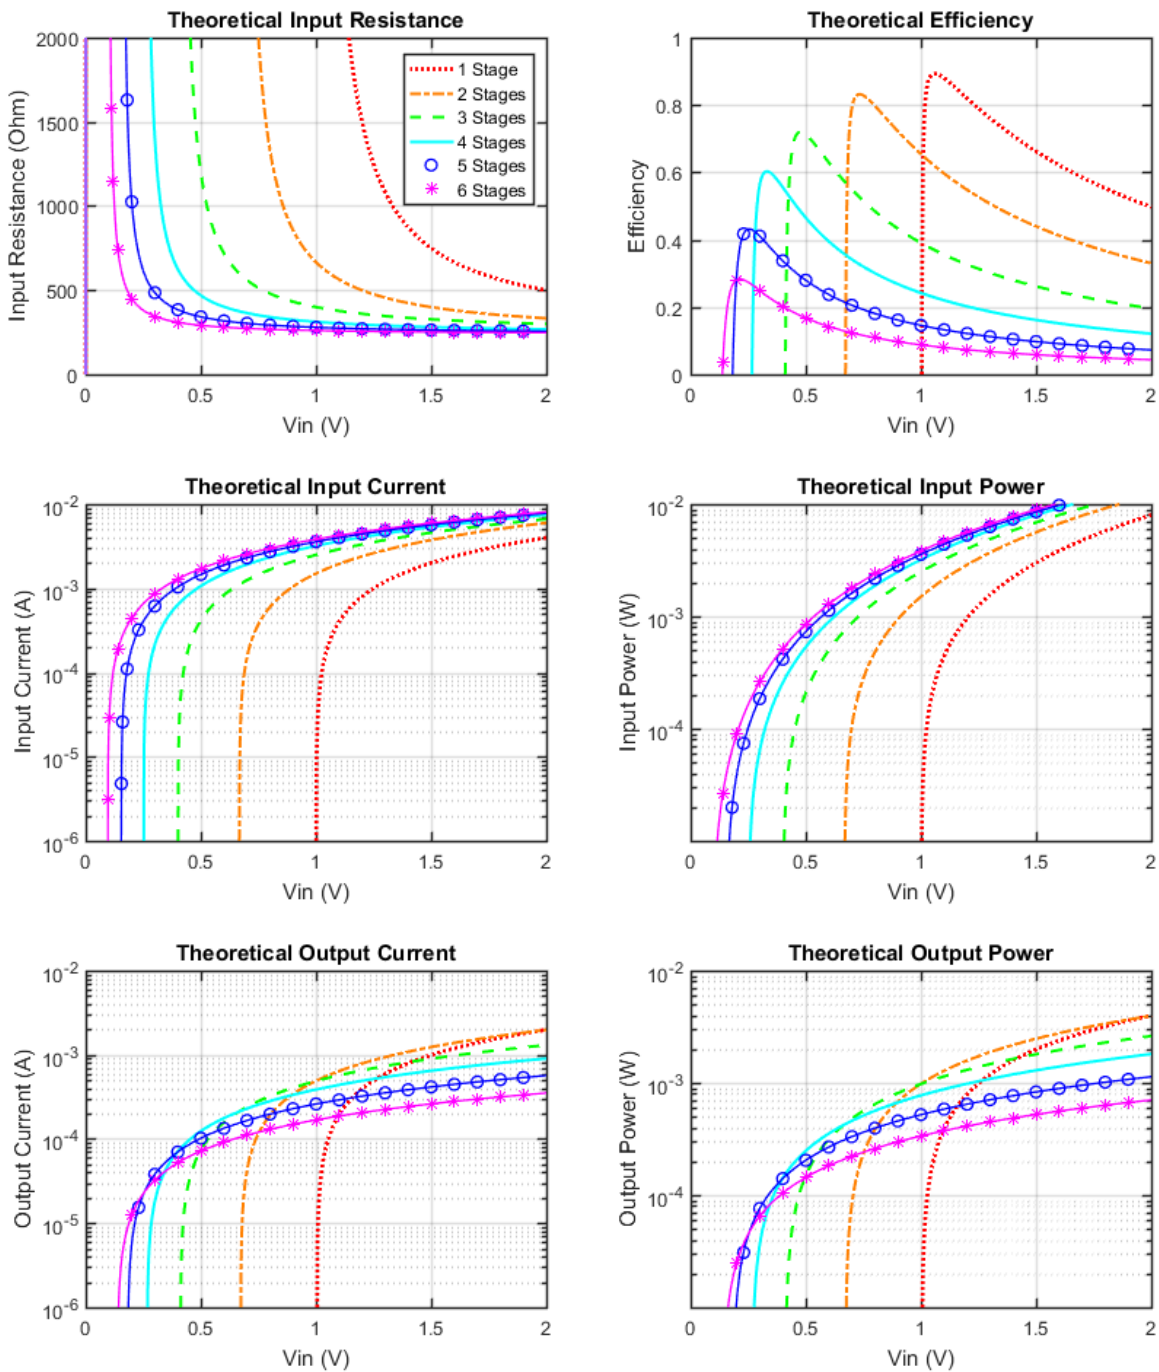 Theoretical Input Resistance
Input Resistance (Ohm)
2000
1500
1000
500
0
0 0.5 1 1.5 2
Vin (V)
1 Stage
2 Stages
3 Stages
4 Stages
5 Stages
6 Stages
Theoretical Efficiency
Efficiency
1
0.8
0.6
0.4
0.2
0
0 0.5 1 1.5 2
Vin (V)
Theoretical Input Current
Input Current (A)
10^-2
10^-3
10^-4
10^-5
10^-6
0 0.5 1 1.5 2
Vin (V)
Theoretical Input Power
Input Power (W)
10^-2
10^-3
10^-4
0 0.5 1 1.5 2
Vin (V)
Theoretical Output Current
Output Current (A)
10^-2
10^-3
10^-4
10^-5
10^-6
0 0.5 1 1.5 2
Vin (V)
Theoretical Output Power
Output Power (W)
10^-2
10^-3
10^-4
0 0.5 1 1.5 2
Vin (V)